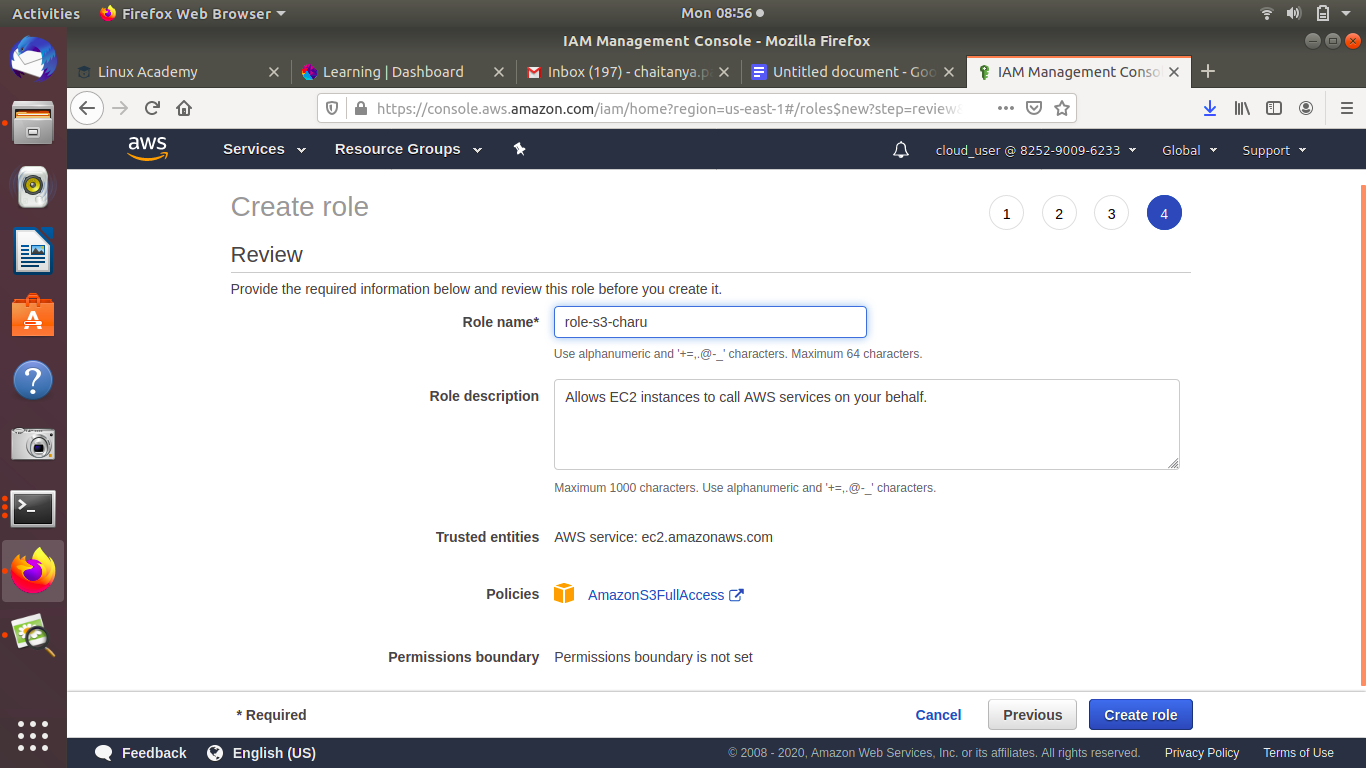 Activities Firefox Web Browser Mon 08:56
IAM Management Console - Mozilla Firefox
Linux Academy Learning | Dashboard Inbox (197) - chaitanya.p Untitled document - Goo IAM Management Conso
https://console.aws.amazon.com/iam/home?region=us-east-1#/roles$new?step=review&
aws Services Resource Groups cloud_user @ 8252-9009-6233 Global Support
Create role 1 2 3 4
Review
Provide the required information below and review this role before you create it.
Role name* role-s3-charu
Use alphanumeric and '+=,.@-_' characters. Maximum 64 characters.
Role description Allows EC2 instances to call AWS services on your behalf.
Maximum 1000 characters. Use alphanumeric and '+=,.@-_' characters.
Trusted entities AWS service: ec2.amazonaws.com
Policies AmazonS3FullAccess
Permissions boundary Permissions boundary is not set
* Required Cancel Previous Create role
Feedback English (US) © 2008 - 2020, Amazon Web Services, Inc. or its affiliates. All rights reserved. Privacy Policy Terms of Use